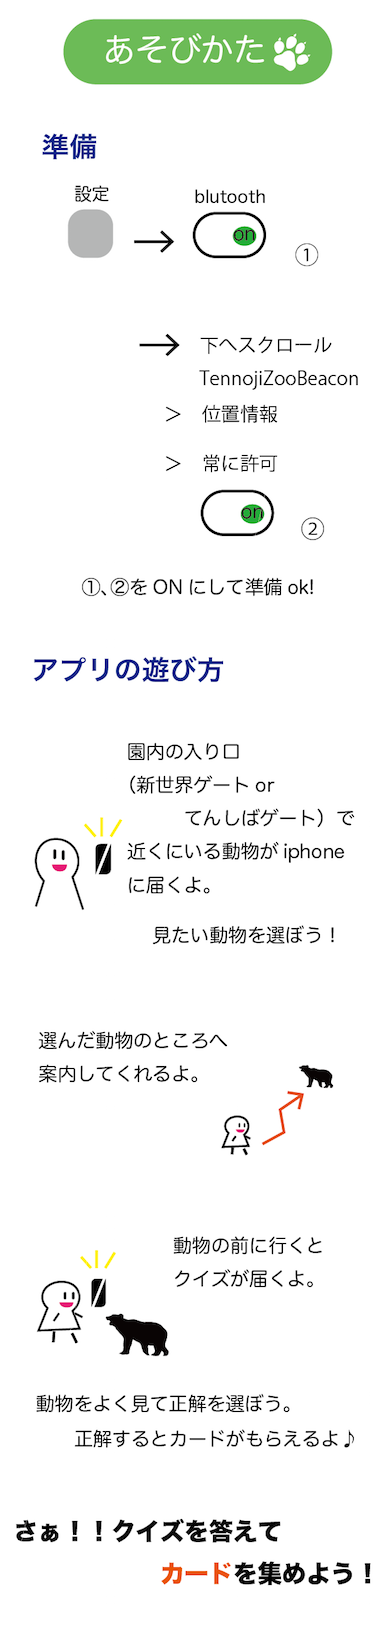 あそびかた
準備
設定
blutooth
on
①
下へスクロール
TennojiZooBeacon
＞ 位置情報
＞ 常に許可
on
②
①、②を ON にして準備 ok!
アプリの遊び方
園内の入り口
（新世界ゲート or
てんしばゲート）で
近くにいる動物が iphone
に届くよ。
見たい動物を選ぼう！
選んだ動物のところへ
案内してくれるよ。
動物の前に行くと
クイズが届くよ。
動物をよく見て正解を選ぼう。
正解するとカードがもらえるよ♪
さぁ！！クイズを答えて
カードを集めよう！